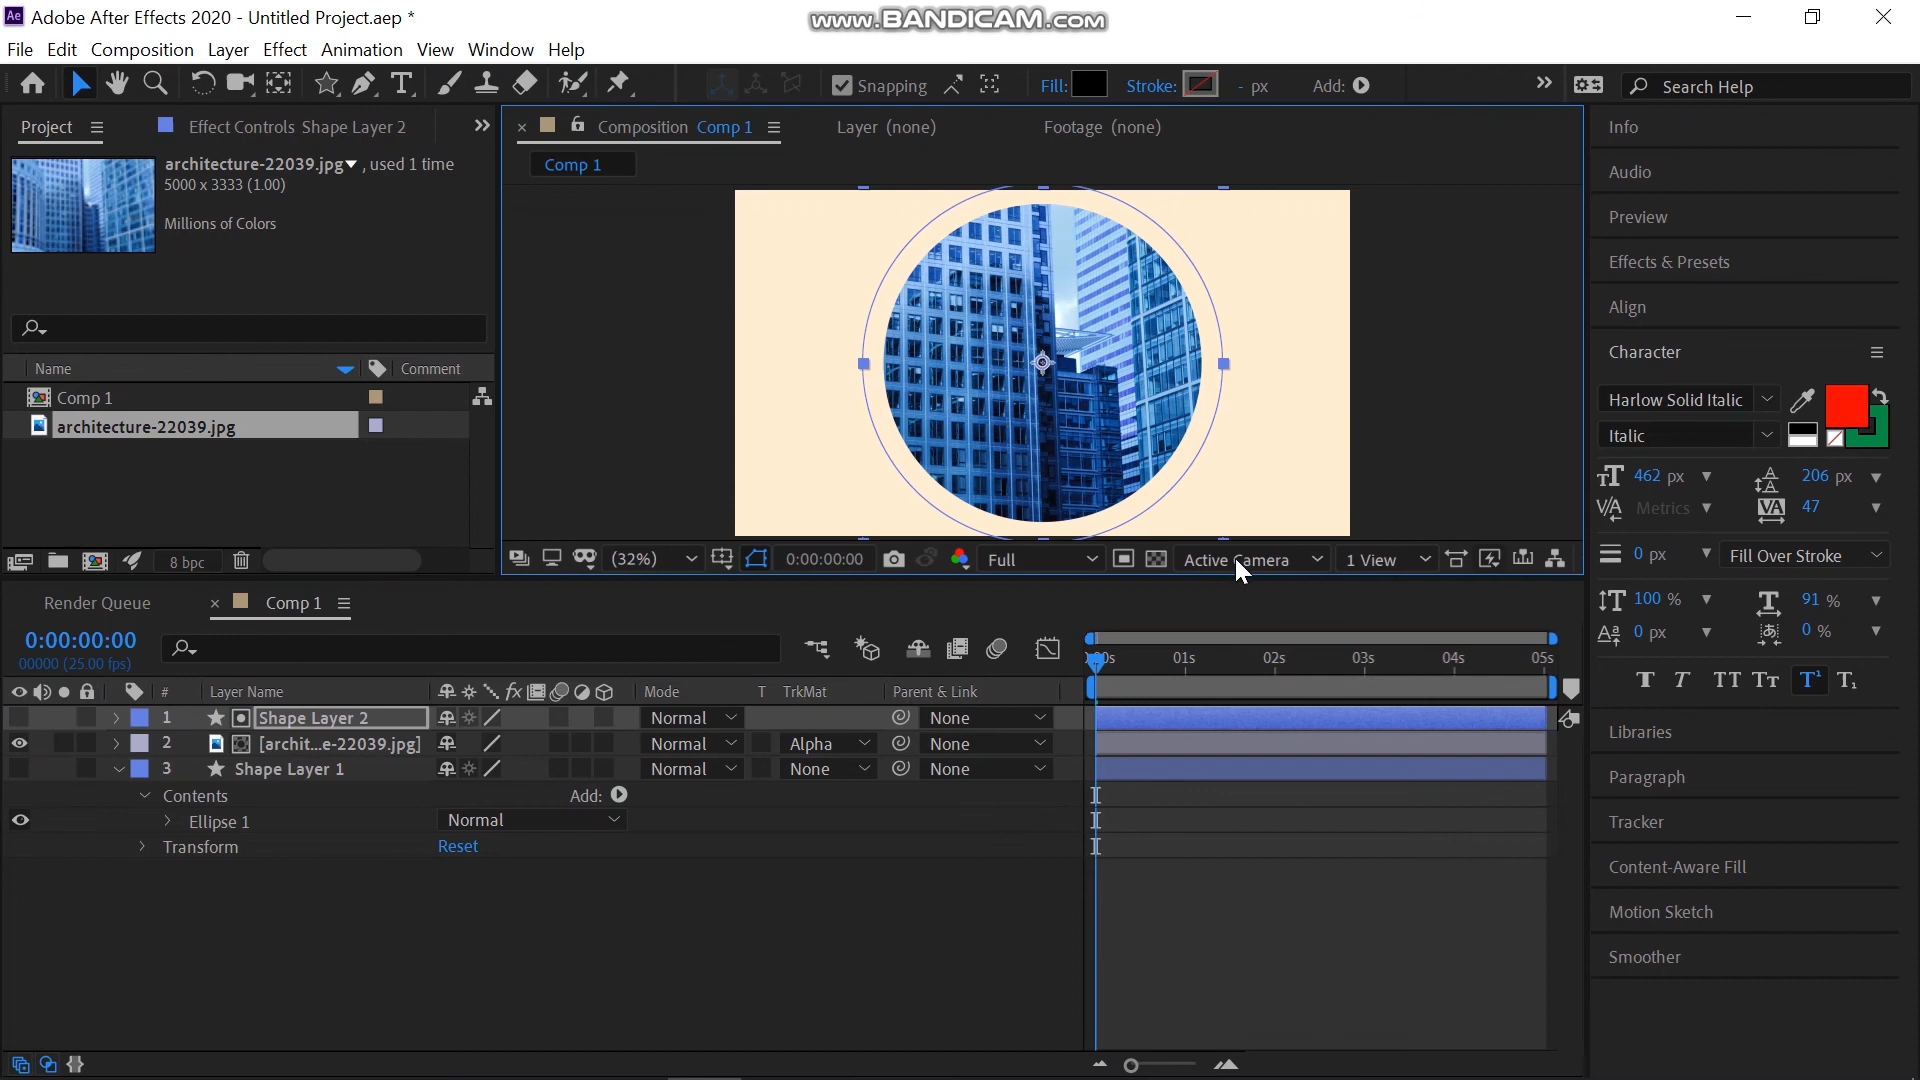 Adobe After Effects 2020 - Untitled Project.aep *
www.BANDICAM.com
File Edit Composition Layer Effect Animation View Window Help
Snapping Fill: Stroke: - px Add: Search Help
Project Effect Controls Shape Layer 2
architecture-22039.jpg , used 1 time
5000 x 3333 (1.00)
Millions of Colors
Name Comment
Comp 1
architecture-22039.jpg
8 bpc
Composition Comp 1 Layer (none) Footage (none)
Comp 1
(32%) 0:00:00:00 Full Active Camera 1 View
Info
Audio
Preview
Effects & Presets
Align
Character
Harlow Solid Italic
Italic
462 px 206 px
Metrics 47
0 px Fill Over Stroke
100 % 91 %
0 px 0 %
Libraries
Paragraph
Tracker
Content-Aware Fill
Motion Sketch
Smoother
Render Queue Comp 1
0:00:00:00
00000 (25.00 fps)
01s 02s 03s 04s 05s
# Layer Name Mode T TrkMat Parent & Link
1 Shape Layer 2 Normal None
2 [archit...e-22039.jpg] Normal Alpha None
3 Shape Layer 1 Normal None None
Contents Add:
Ellipse 1 Normal
Transform Reset